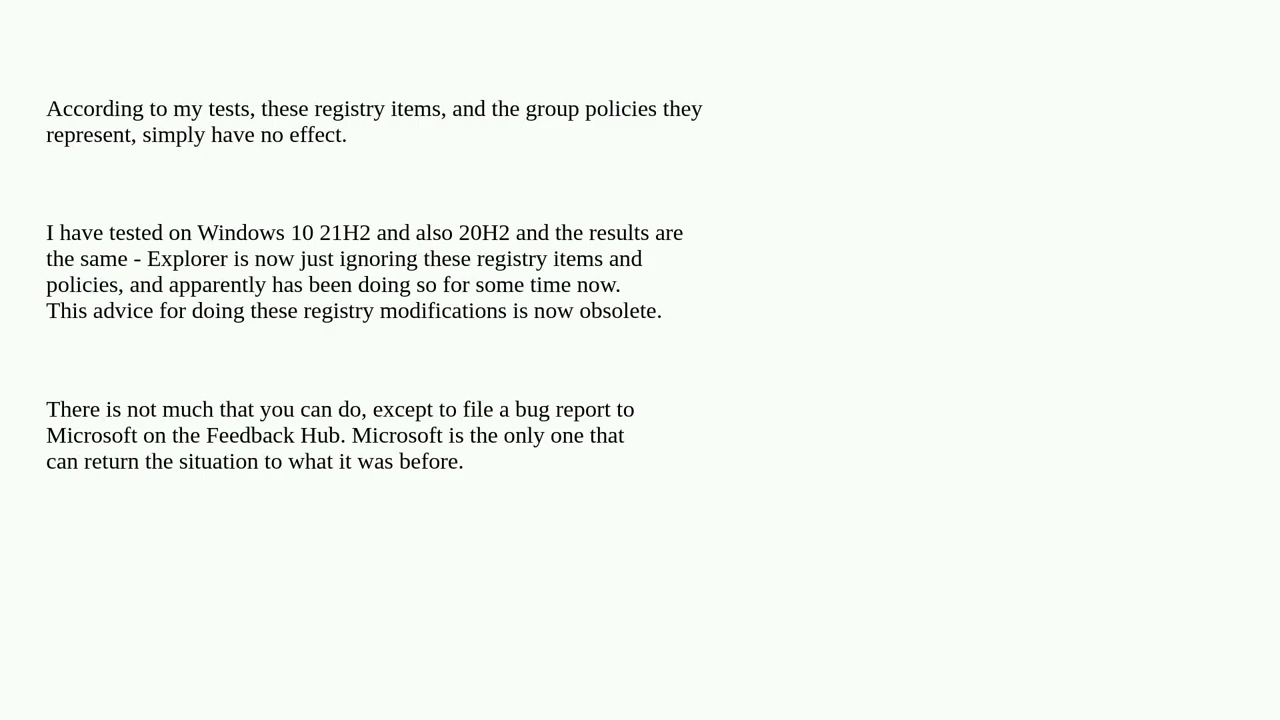 According to my tests, these registry items, and the group policies they
represent, simply have no effect.
I have tested on Windows 10 21H2 and also 20H2 and the results are
the same - Explorer is now just ignoring these registry items and
policies, and apparently has been doing so for some time now.
This advice for doing these registry modifications is now obsolete.
There is not much that you can do, except to file a bug report to
Microsoft on the Feedback Hub. Microsoft is the only one that
can return the situation to what it was before.